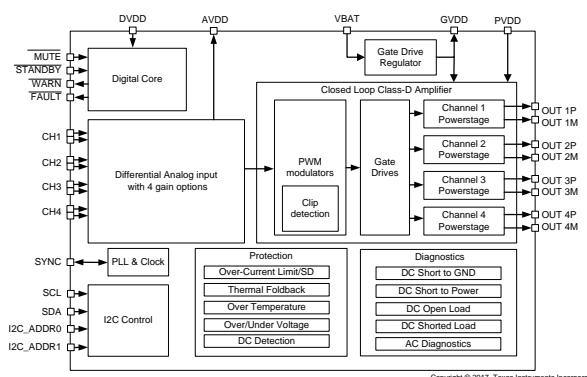 DVDD
AVDD
VBAT
GVDD
PVDD
MUTE
STANDBY
WARN
FAULT
Digital Core
Gate Drive
Regulator
Closed Loop Class-D Amplifier
CH1
CH2
CH3
CH4
Differential Analog input
with 4 gain options
PWM
modulators
Clip
detection
Gate
Drives
Channel 1
Powerstage
Channel 2
Powerstage
Channel 3
Powerstage
Channel 4
Powerstage
OUT 1P
OUT 1M
OUT 2P
OUT 2M
OUT 3P
OUT 3M
OUT 4P
OUT 4M
SYNC
PLL & Clock
SCL
SDA
I2C_ADDR0
I2C_ADDR1
I2C Control
Protection
Over-Current Limit/SD
Thermal Foldback
Over Temperature
Over/Under Voltage
DC Detection
Diagnostics
DC Short to GND
DC Short to Power
DC Open Load
DC Shorted Load
AC Diagnostics
Copyright © 2017, Texas Instruments